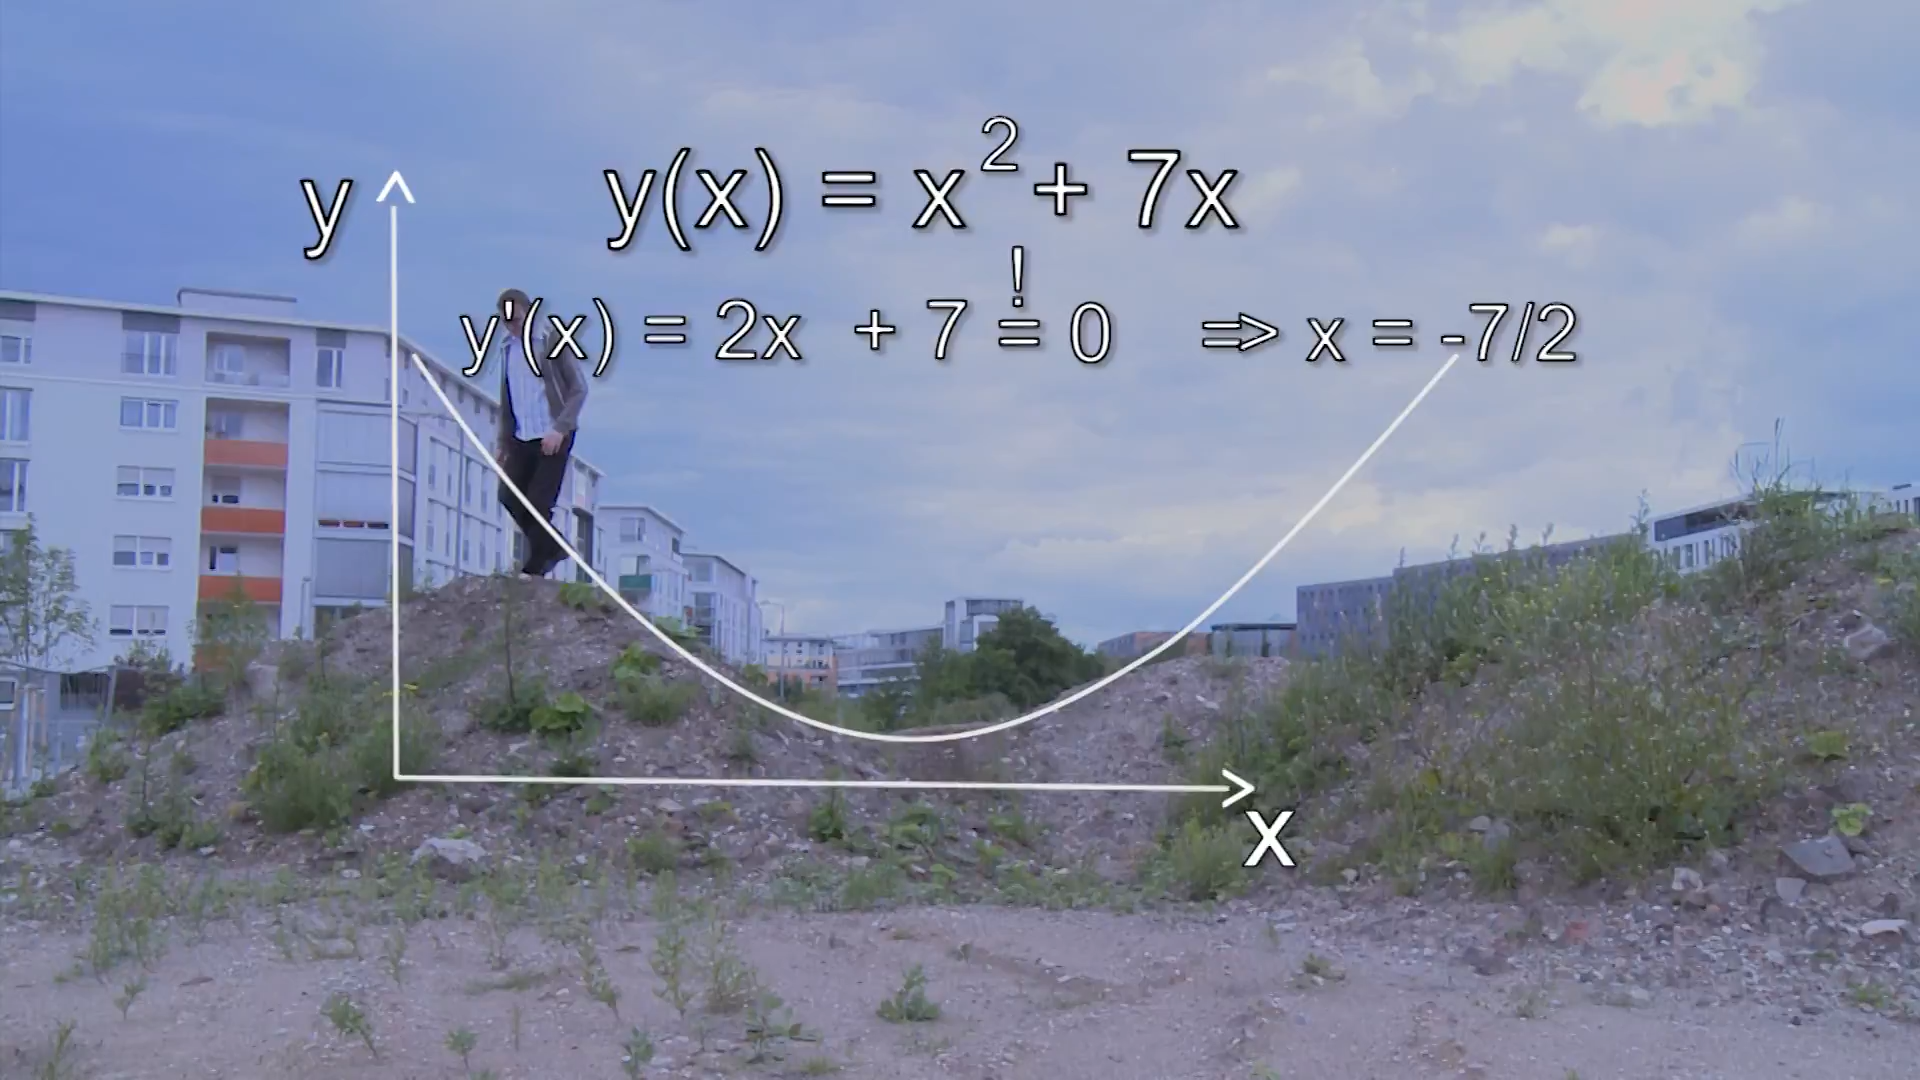 y
y(x) = x² + 7x
!
y'(x) = 2x + 7 = 0 => x = -7/2
x